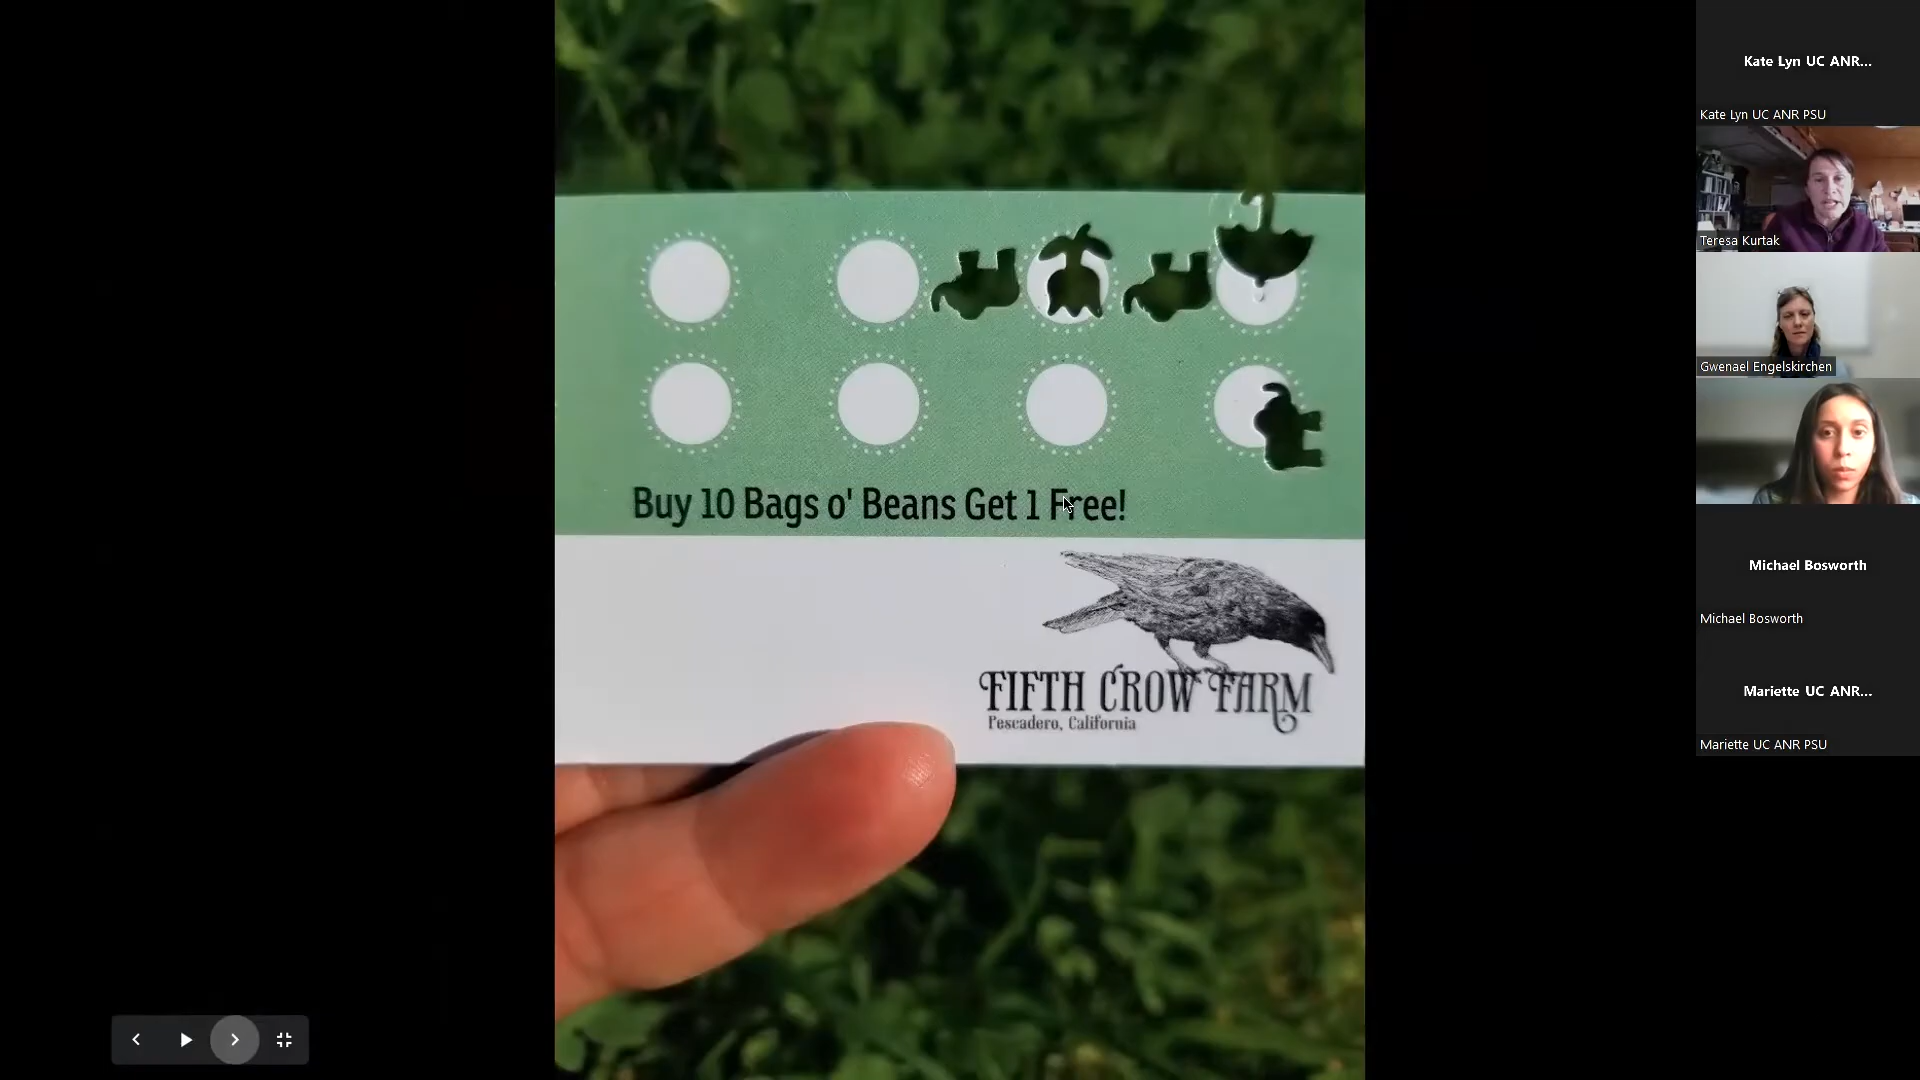 Buy 10 Bags o' Beans Get 1 Free!
FIFTH CROW FARM
Pescadero, California
Kate Lyn UC ANR...
Kate Lyn UC ANR PSU
Teresa Kurtak
Gwenael Engelskirchen
Michael Bosworth
Michael Bosworth
Mariette UC ANR...
Mariette UC ANR PSU